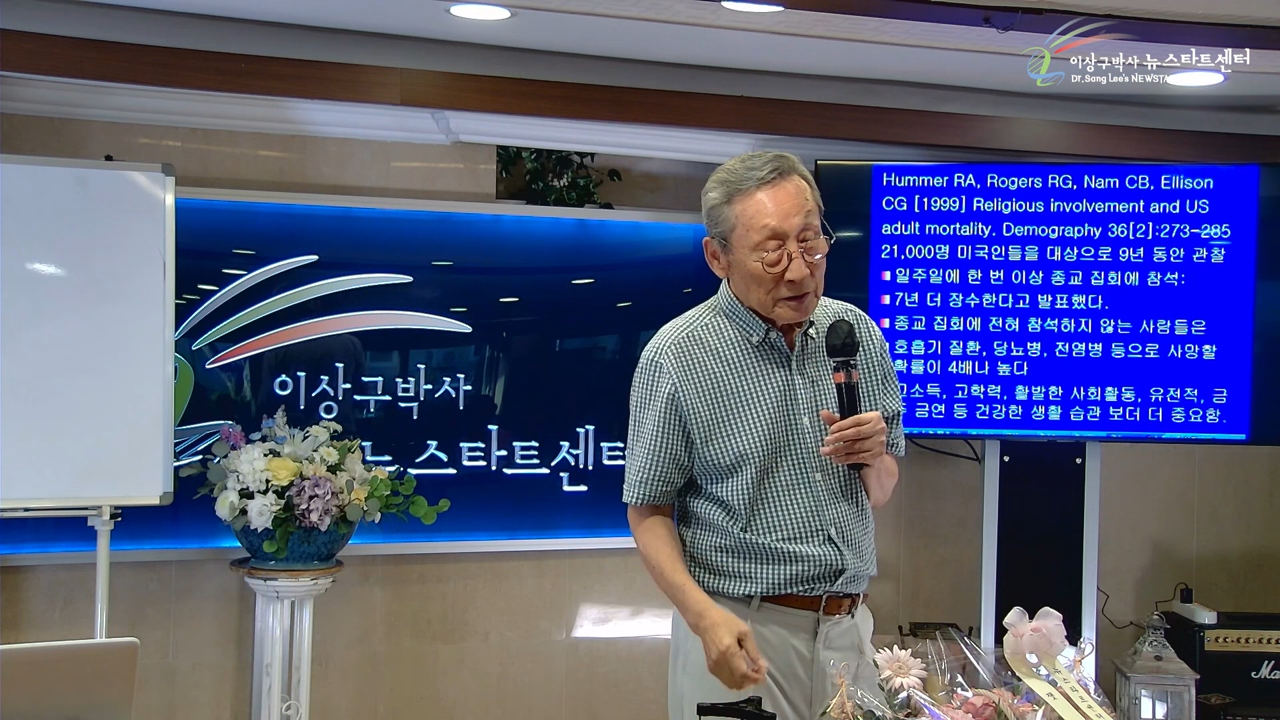 이상구박사 뉴스타트센터
Dr.Sang Lee's NEWSTA
Hummer RA, Rogers RG, Nam CB, Ellison
CG [1999] Religious involvement and US
adult mortality. Demography 36[2]:273-285
21,000명 미국인들을 대상으로 9년 동안 관찰
일주일에 한 번 이상 종교 집회에 참석:
7년 더 장수한다고 발표했다.
종교 집회에 전혀 참석하지 않는 사람들은
호흡기 질환, 당뇨병, 전염병 등으로 사망할
확률이 4배나 높다
고소득, 고학력, 활발한 사회활동, 유전적, 금
금연 등 건강한 생활 습관 보더 더 중요함.
이상구박사
뉴스타트센터
Ma